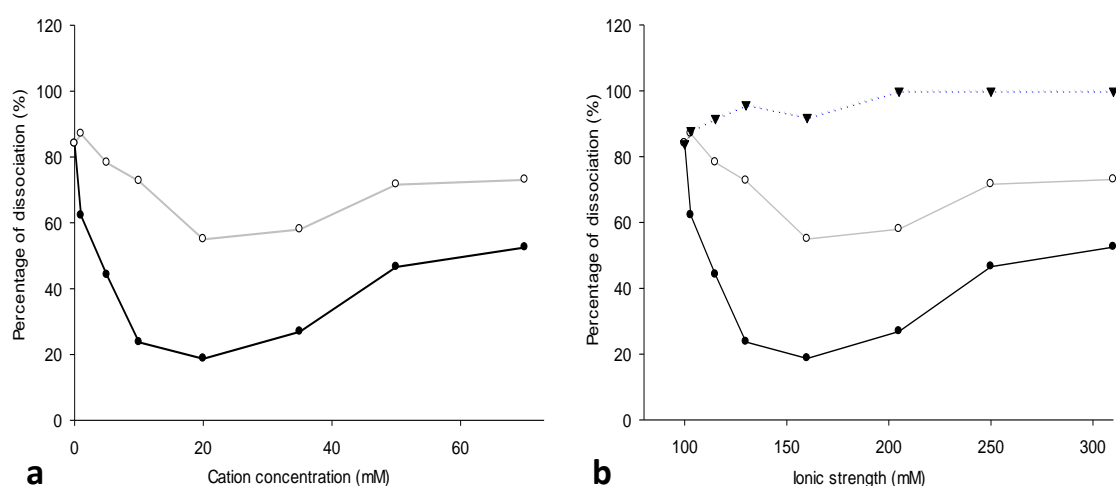 120
100
80
60
40
20
0
Percentage of dissociation (%)
0 20 40 60
Cation concentration (mM)
a
120
100
80
60
40
20
0
Percentage of dissociation (%)
100 150 200 250 300
Ionic strength (mM)
b